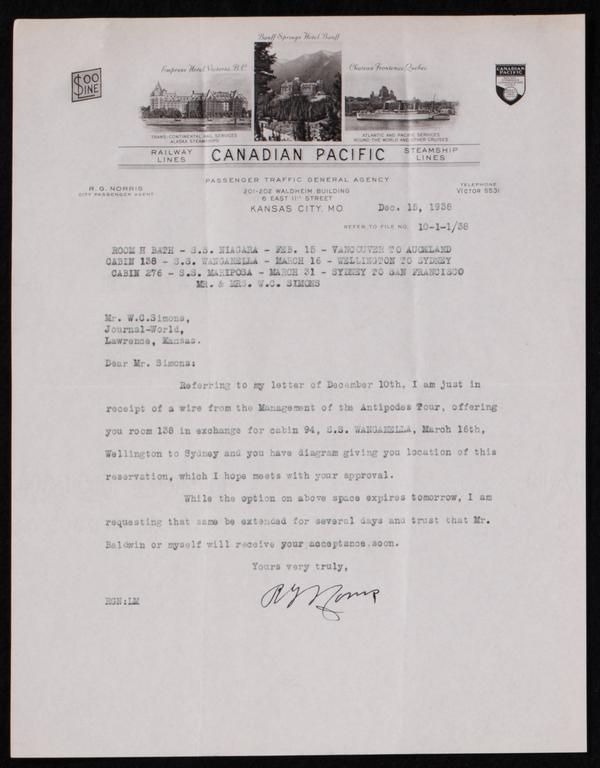 Banff Springs Hotel Banff
Empress Hotel, Victoria, B.C.
Chateau Frontenac, Quebec
SOO LINE
CANADIAN PACIFIC
TRANS-CONTINENTAL RAIL SERVICES
ALASKA STEAMSHIPS
ATLANTIC AND PACIFIC SERVICES
ROUND THE WORLD AND OTHER CRUISES
RAILWAY LINES CANADIAN PACIFIC STEAMSHIP LINES
PASSENGER TRAFFIC GENERAL AGENCY
R. G. NORRIS
CITY PASSENGER AGENT
201-202 WALDHEIM BUILDING
6 EAST 11TH STREET
KANSAS CITY, MO.
TELEPHONE
VICTOR 5531
Dec. 15, 1938
REFER TO FILE NO. 10-1-1/38
ROOM H BATH - S.S. NIAGARA - FEB. 15 - VANCOUVER TO AUCKLAND
CABIN 138 - S.S. WANGANELLA - MARCH 16 - WELLINGTON TO SYDNEY
CABIN 276 - S.S. MARIPOSA - MARCH 31 - SYDNEY TO SAN FRANCISCO
MR. & MRS. W.C. SIMONS
Mr. W.C.Simons,
Journal-World,
Lawrence, Kansas.
Dear Mr. Simons:
Referring to my letter of December 10th, I am just in
receipt of a wire from the Management of the Antipodes Tour, offering
you room 138 in exchange for cabin 94, S.S. WANGANELLA, March 16th,
Wellington to Sydney and you have diagram giving you location of this
reservation, which I hope meets with your approval.
While the option on above space expires tomorrow, I am
requesting that same be extended for several days and trust that Mr.
Baldwin or myself will receive your acceptance soon.
Yours very truly,
RGN:LM
R G Norris